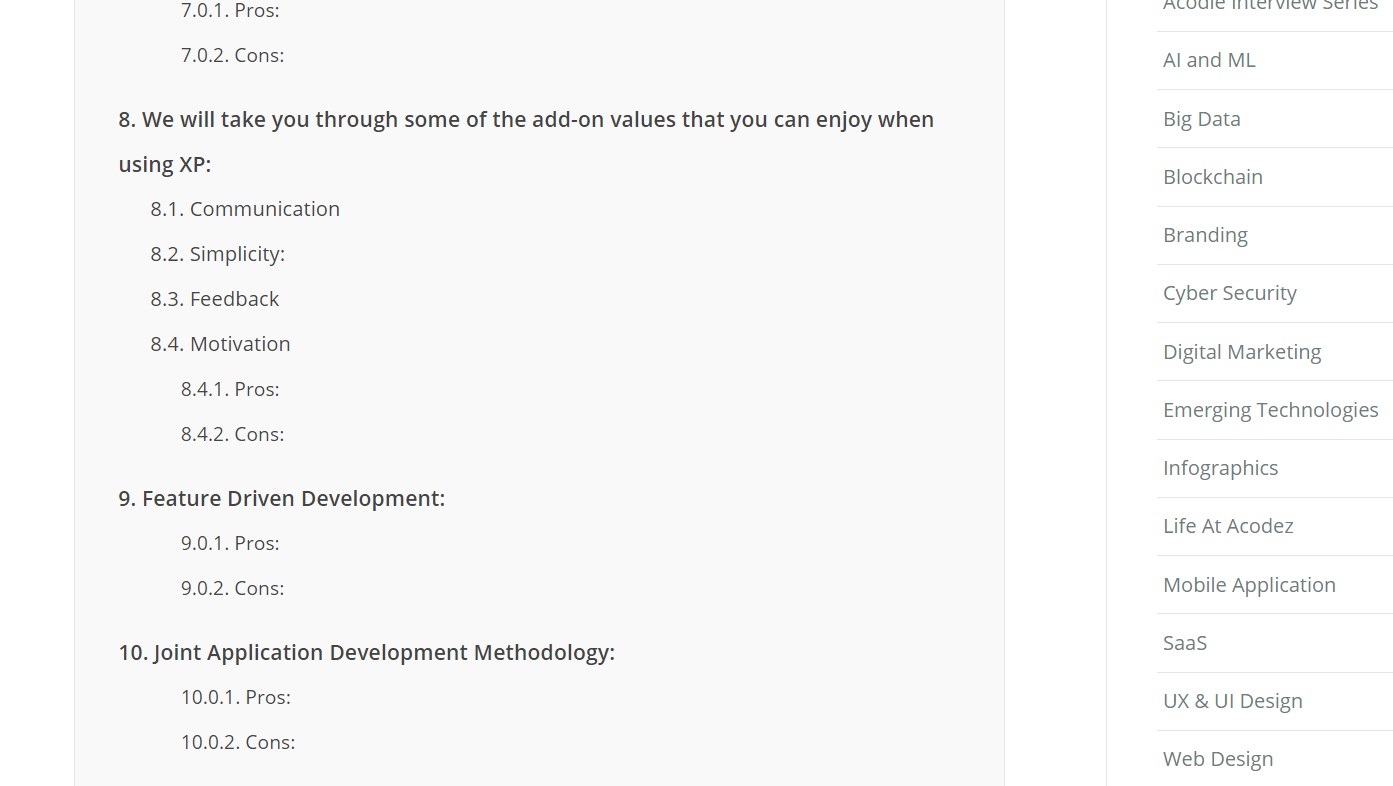 7.0.1. Pros:
7.0.2. Cons:
8. We will take you through some of the add-on values that you can enjoy when
using XP:
8.1. Communication
8.2. Simplicity:
8.3. Feedback
8.4. Motivation
8.4.1. Pros:
8.4.2. Cons:
9. Feature Driven Development:
9.0.1. Pros:
9.0.2. Cons:
10. Joint Application Development Methodology:
10.0.1. Pros:
10.0.2. Cons:
Acodie Interview Series
AI and ML
Big Data
Blockchain
Branding
Cyber Security
Digital Marketing
Emerging Technologies
Infographics
Life At Acodez
Mobile Application
SaaS
UX & UI Design
Web Design